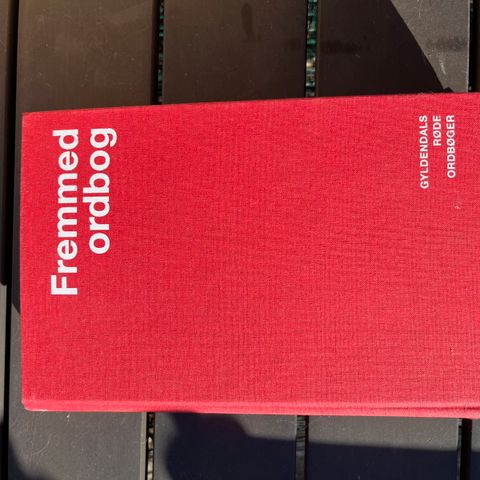 Fremmed
ordbog
GYLDENDALS
RØDE
ORDBØGER